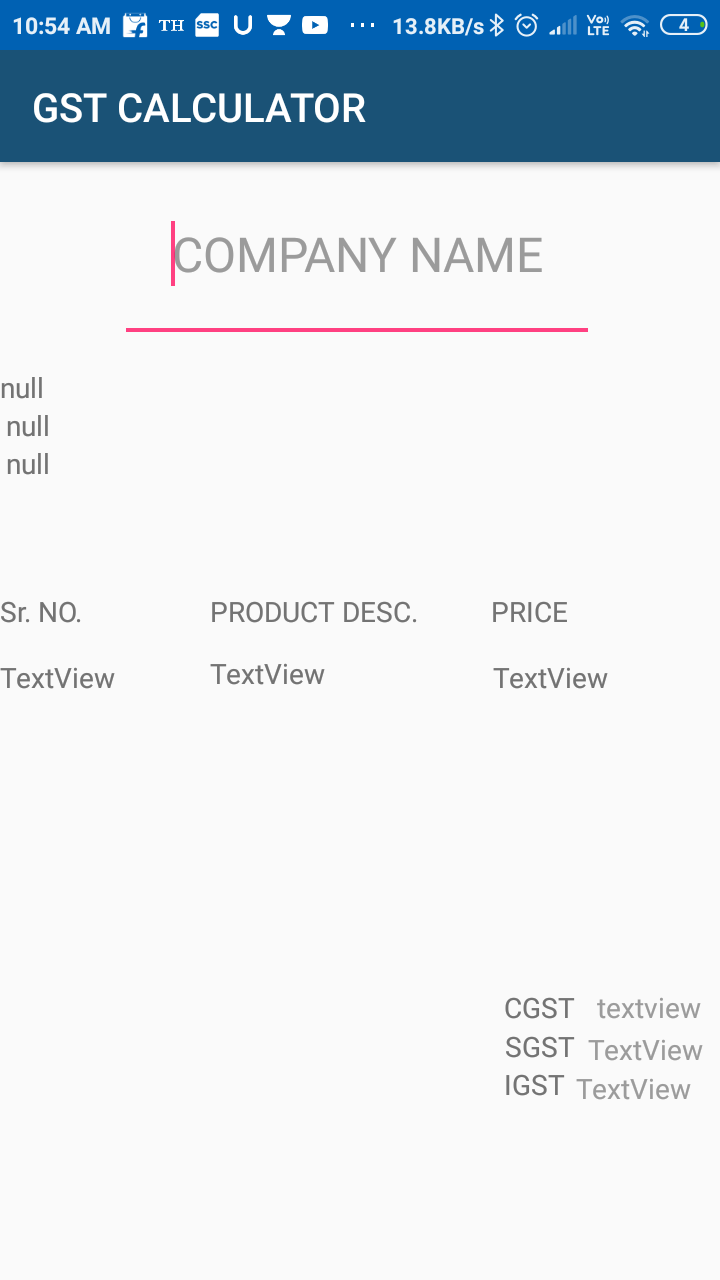 10:54 AM TH SSC U ... 13.8KB/s Vo)) LTE 4
GST CALCULATOR
COMPANY NAME
null
null
null
Sr. NO. PRODUCT DESC. PRICE
TextView TextView TextView
CGST textview
SGST TextView
IGST TextView